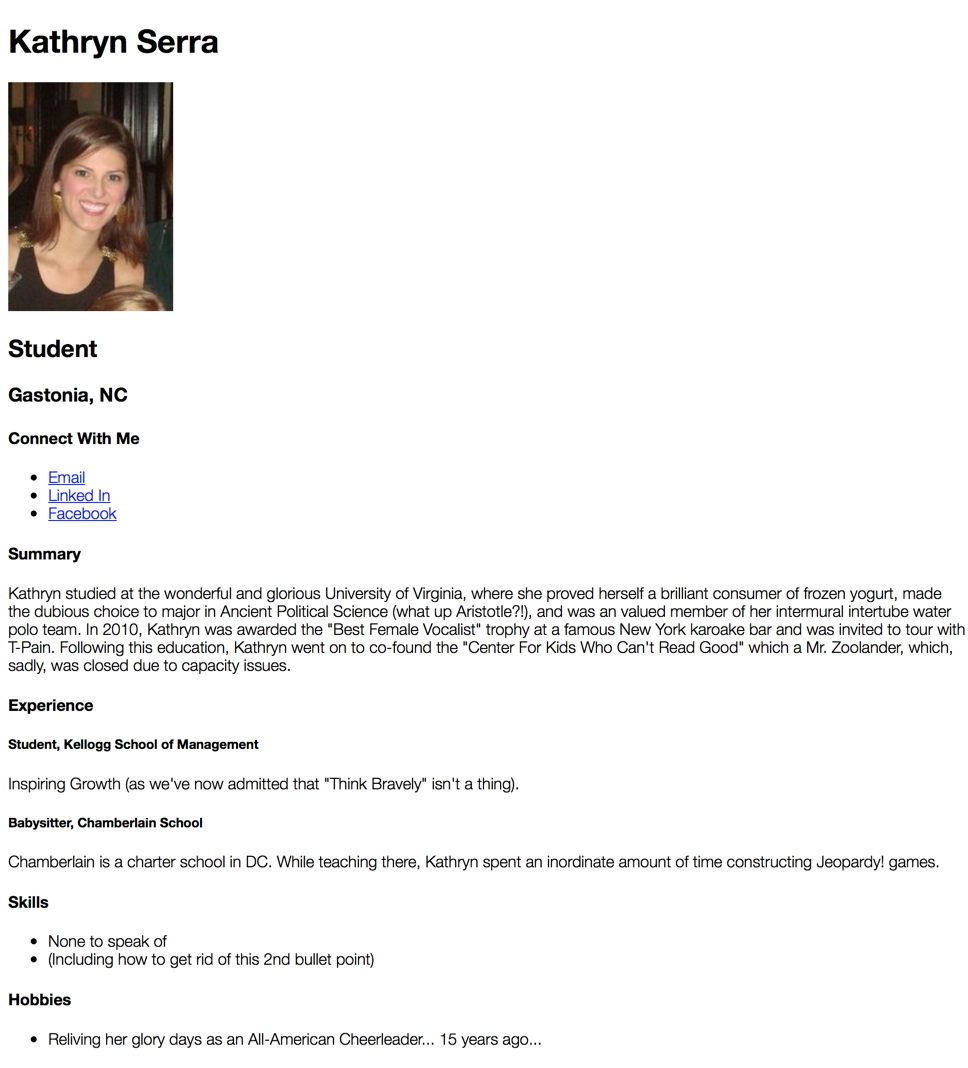 Kathryn Serra
Student
Gastonia, NC
Connect With Me
Email
Linked In
Facebook
Summary
Kathryn studied at the wonderful and glorious University of Virginia, where she proved herself a brilliant consumer of frozen yogurt, made
the dubious choice to major in Ancient Political Science (what up Aristotle?!), and was an valued member of her intermural intertube water
polo team. In 2010, Kathryn was awarded the "Best Female Vocalist" trophy at a famous New York karoake bar and was invited to tour with
T-Pain. Following this education, Kathryn went on to co-found the "Center For Kids Who Can't Read Good" which a Mr. Zoolander, which,
sadly, was closed due to capacity issues.
Experience
Student, Kellogg School of Management
Inspiring Growth (as we've now admitted that "Think Bravely" isn't a thing).
Babysitter, Chamberlain School
Chamberlain is a charter school in DC. While teaching there, Kathryn spent an inordinate amount of time constructing Jeopardy! games.
Skills
None to speak of
(Including how to get rid of this 2nd bullet point)
Hobbies
Reliving her glory days as an All-American Cheerleader... 15 years ago...